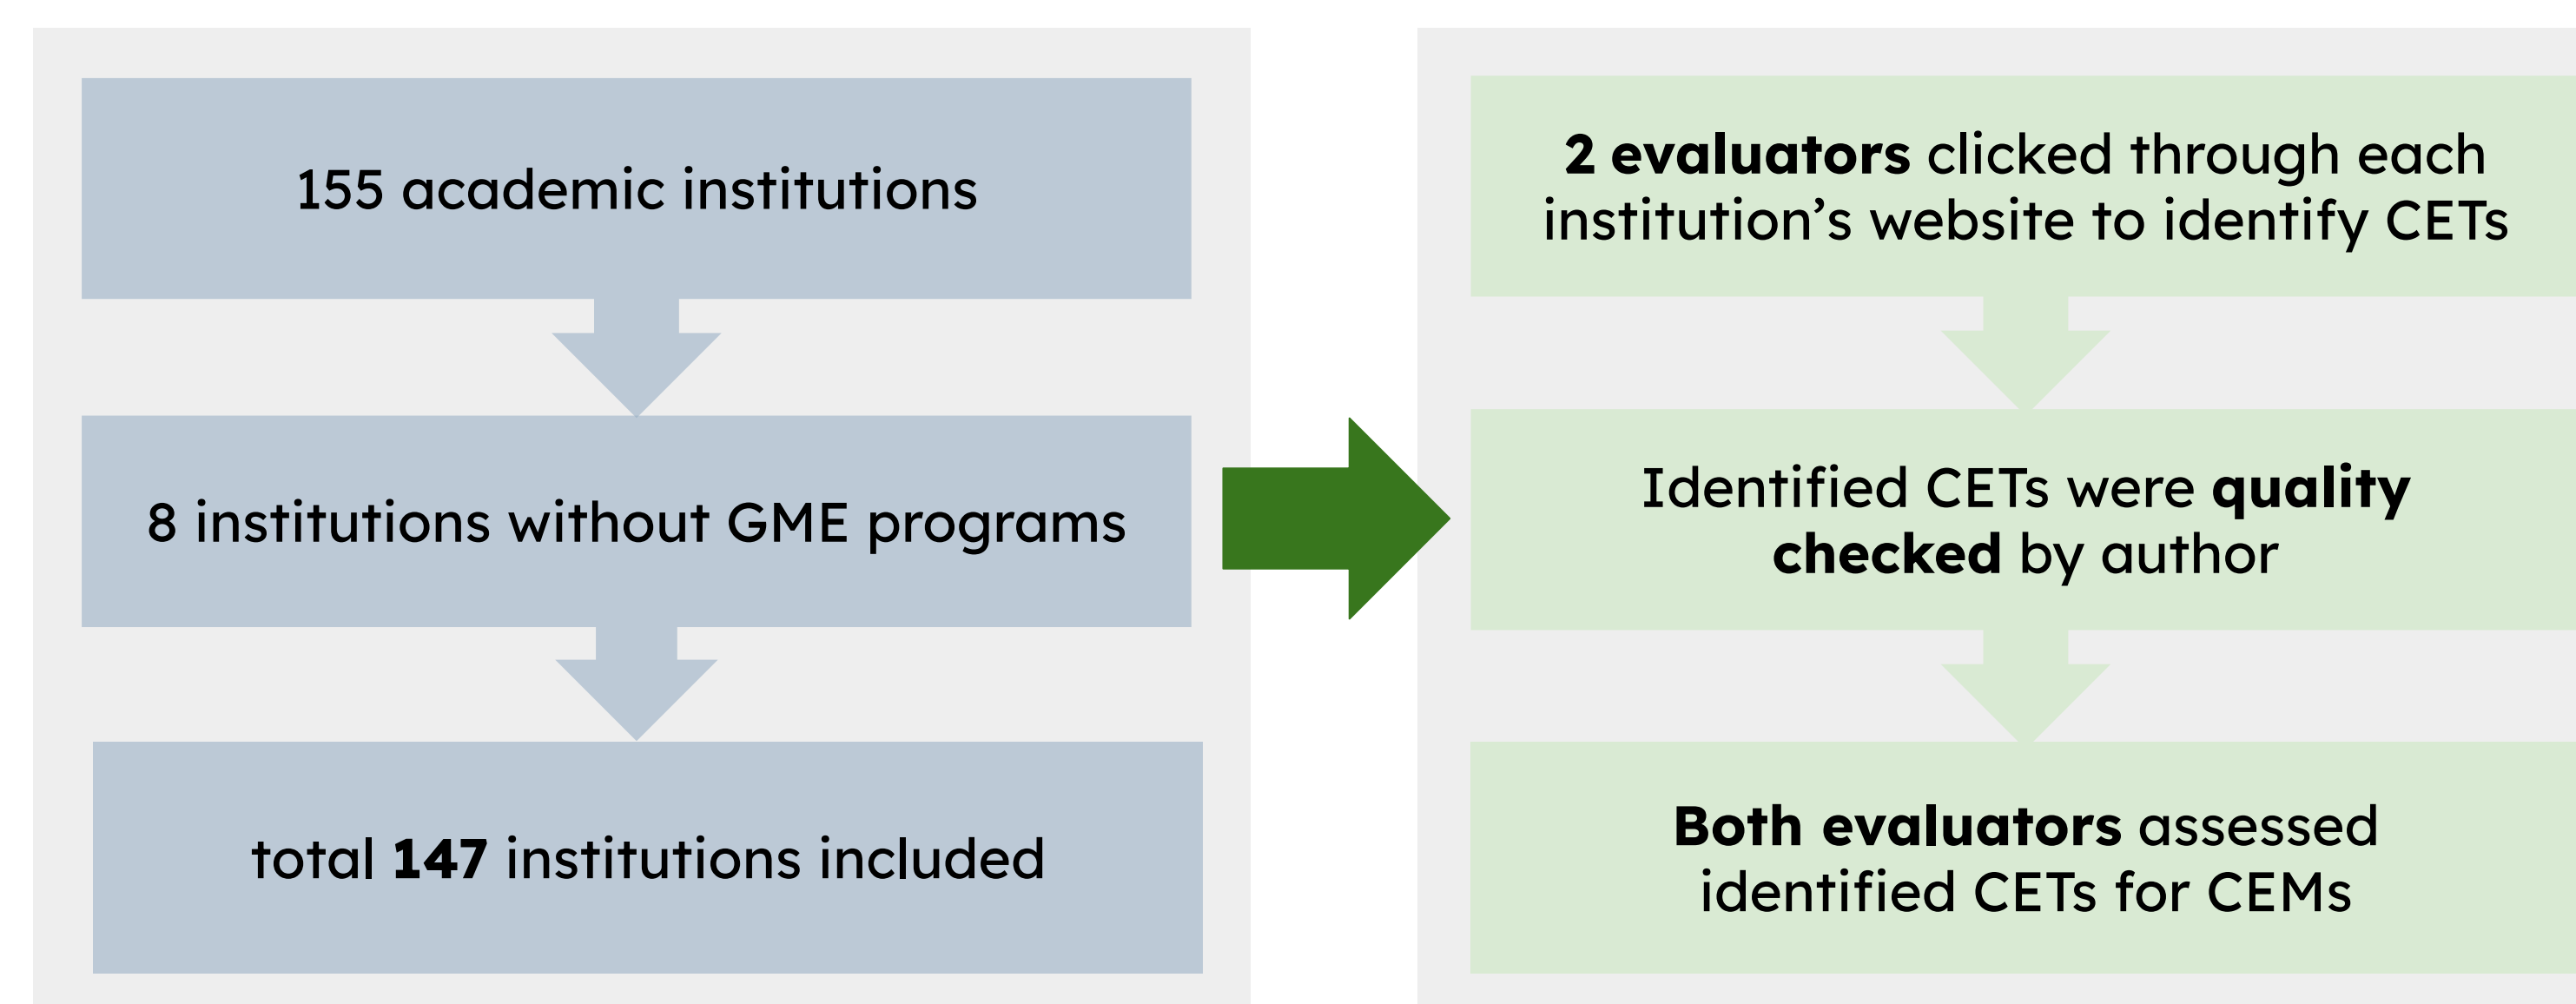 155 academic institutions
8 institutions without GME programs
total 147 institutions included
2 evaluators clicked through each
institution’s website to identify CETs
Identified CETs were quality
checked by author
Both evaluators assessed
identified CETs for CEMs